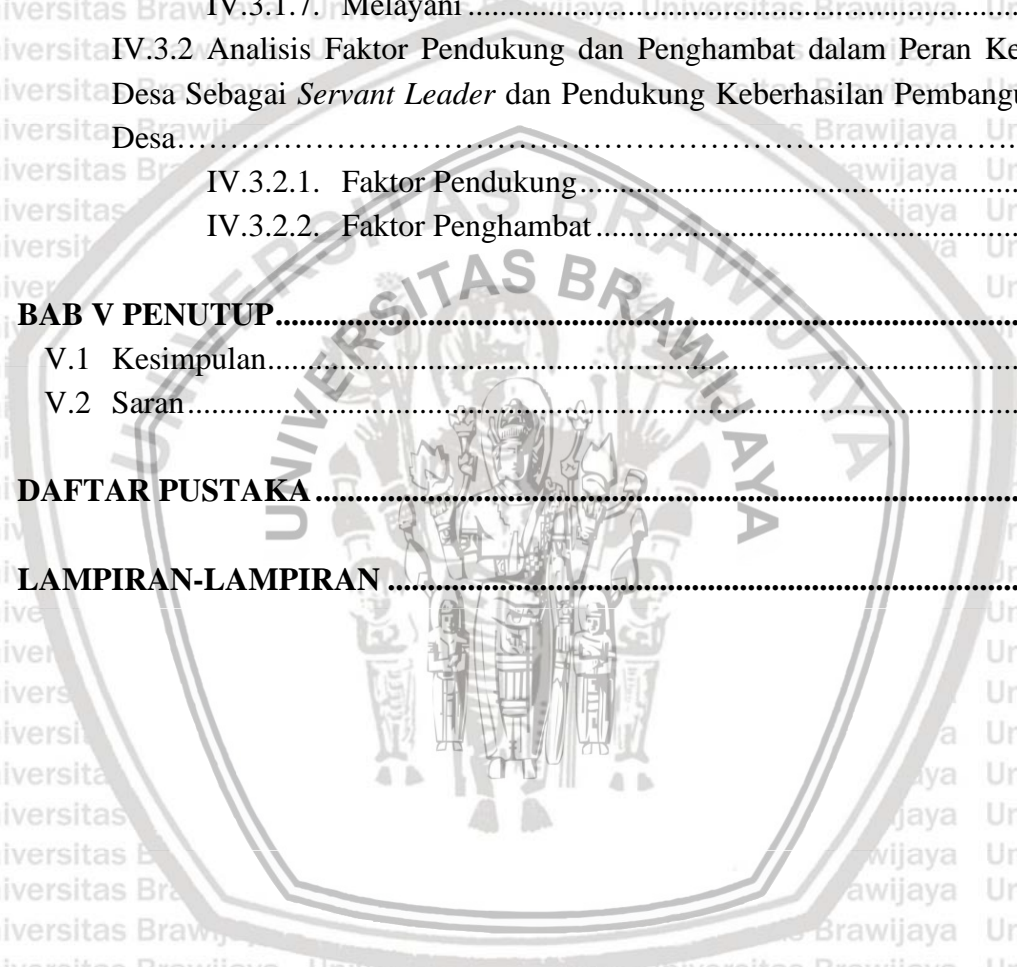 IV.3.1.7. Melayani
IV.3.2 Analisis Faktor Pendukung dan Penghambat dalam Peran Ke
Desa Sebagai Servant Leader dan Pendukung Keberhasilan Pembangu
Desa
IV.3.2.1. Faktor Pendukung
IV.3.2.2. Faktor Penghambat
BAB V PENUTUP
V.1 Kesimpulan
V.2 Saran
DAFTAR PUSTAKA
LAMPIRAN-LAMPIRAN
UNIVERSITAS BRAWIJAYA